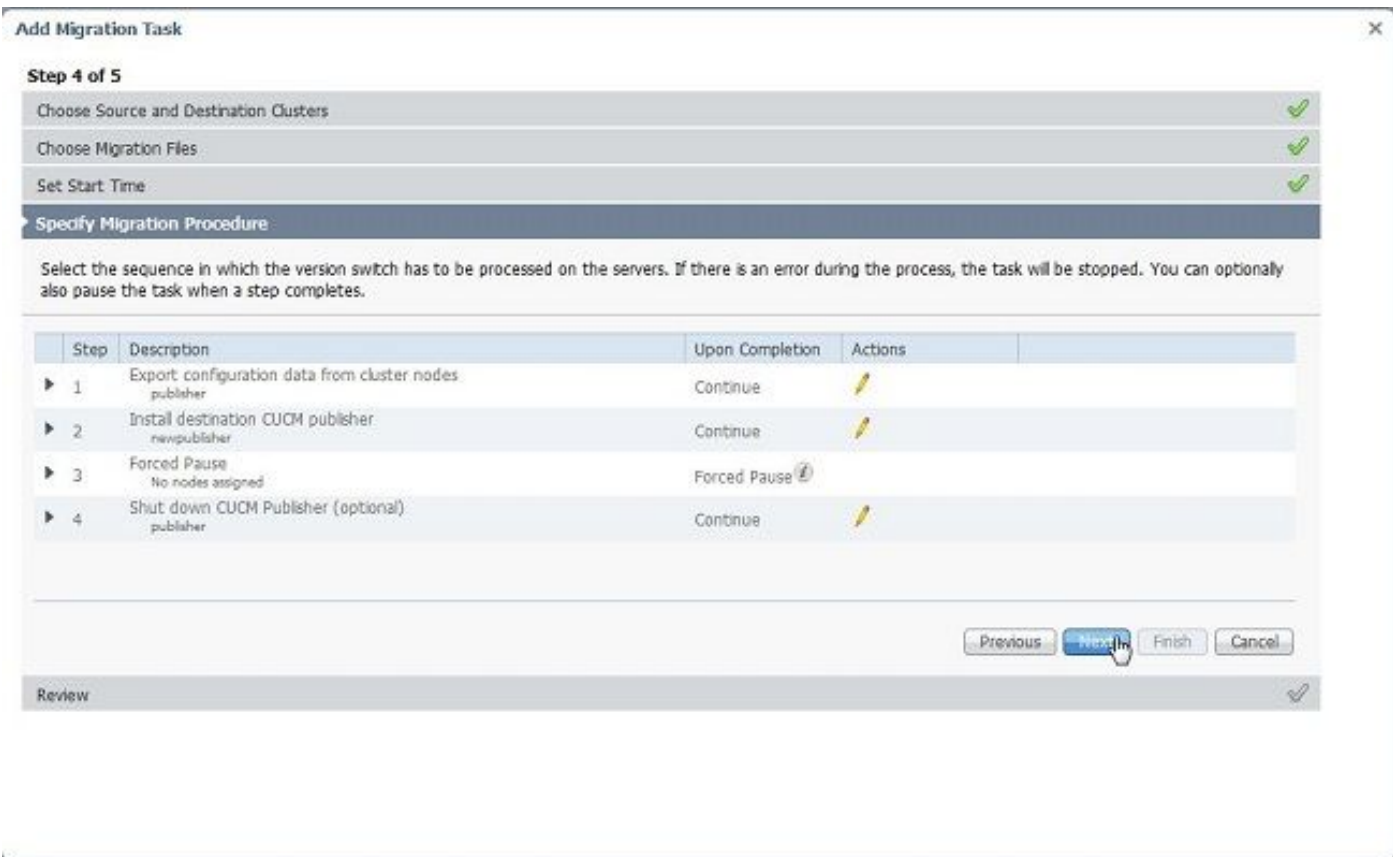 Add Migration Task
Step 4 of 5
Choose Source and Destination Clusters
Choose Migration Files
Set Start Time
Specify Migration Procedure
Select the sequence in which the version switch has to be processed on the servers. If there is an error during the process, the task will be stopped. You can optionally
also pause the task when a step completes.
Step Description Upon Completion Actions
1 Export configuration data from cluster nodes Continue
publisher
2 Install destination CUCM publisher Continue
newpublisher
3 Forced Pause Forced Pause
No nodes assigned
4 Shut down CUCM Publisher (optional) Continue
publisher
Previous Next Finish Cancel
Review